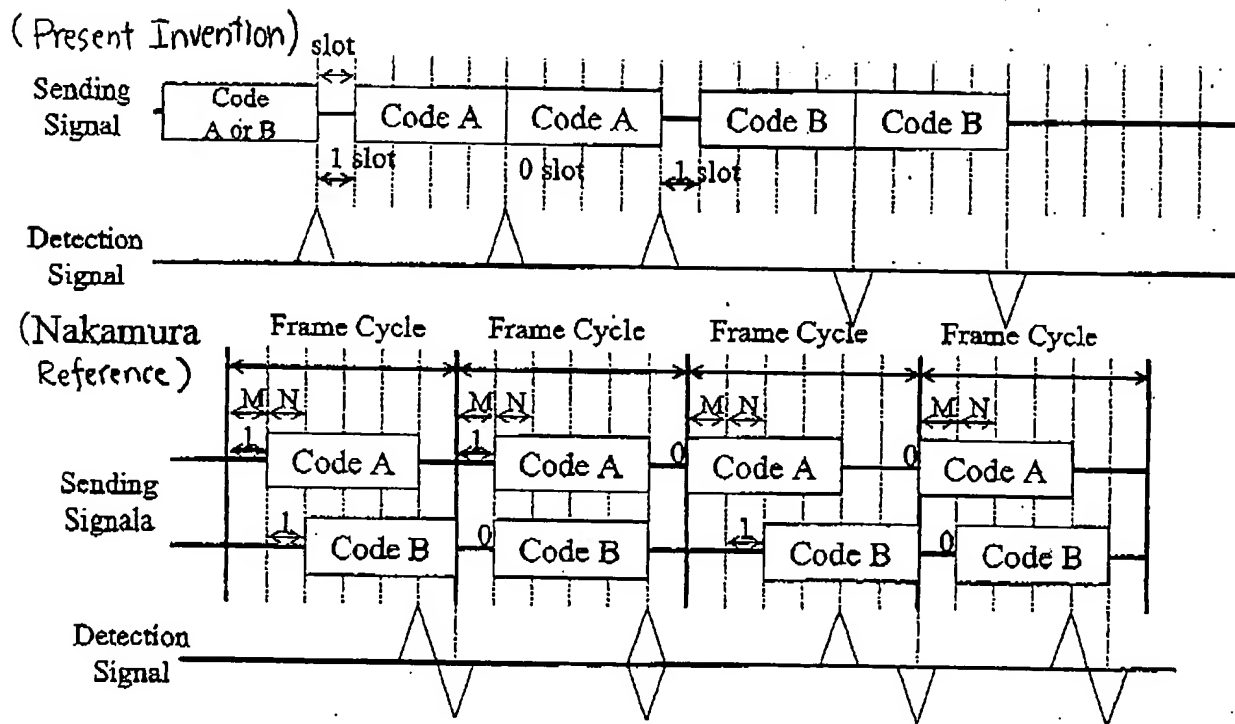 (Present Invention)
slot
Sending
Signal
Code
A or B
Code A
Code A
Code B
Code B
1 slot
0 slot
1 slot
Detection
Signal
(Nakamura
Reference)
Frame Cycle
Frame Cycle
Frame Cycle
Frame Cycle
M N
M N
M N
M N
1
1
0
0
Code A
Code A
Code A
Code A
Sending
Signala
1
0
1
0
Code B
Code B
Code B
Code B
Detection
Signal